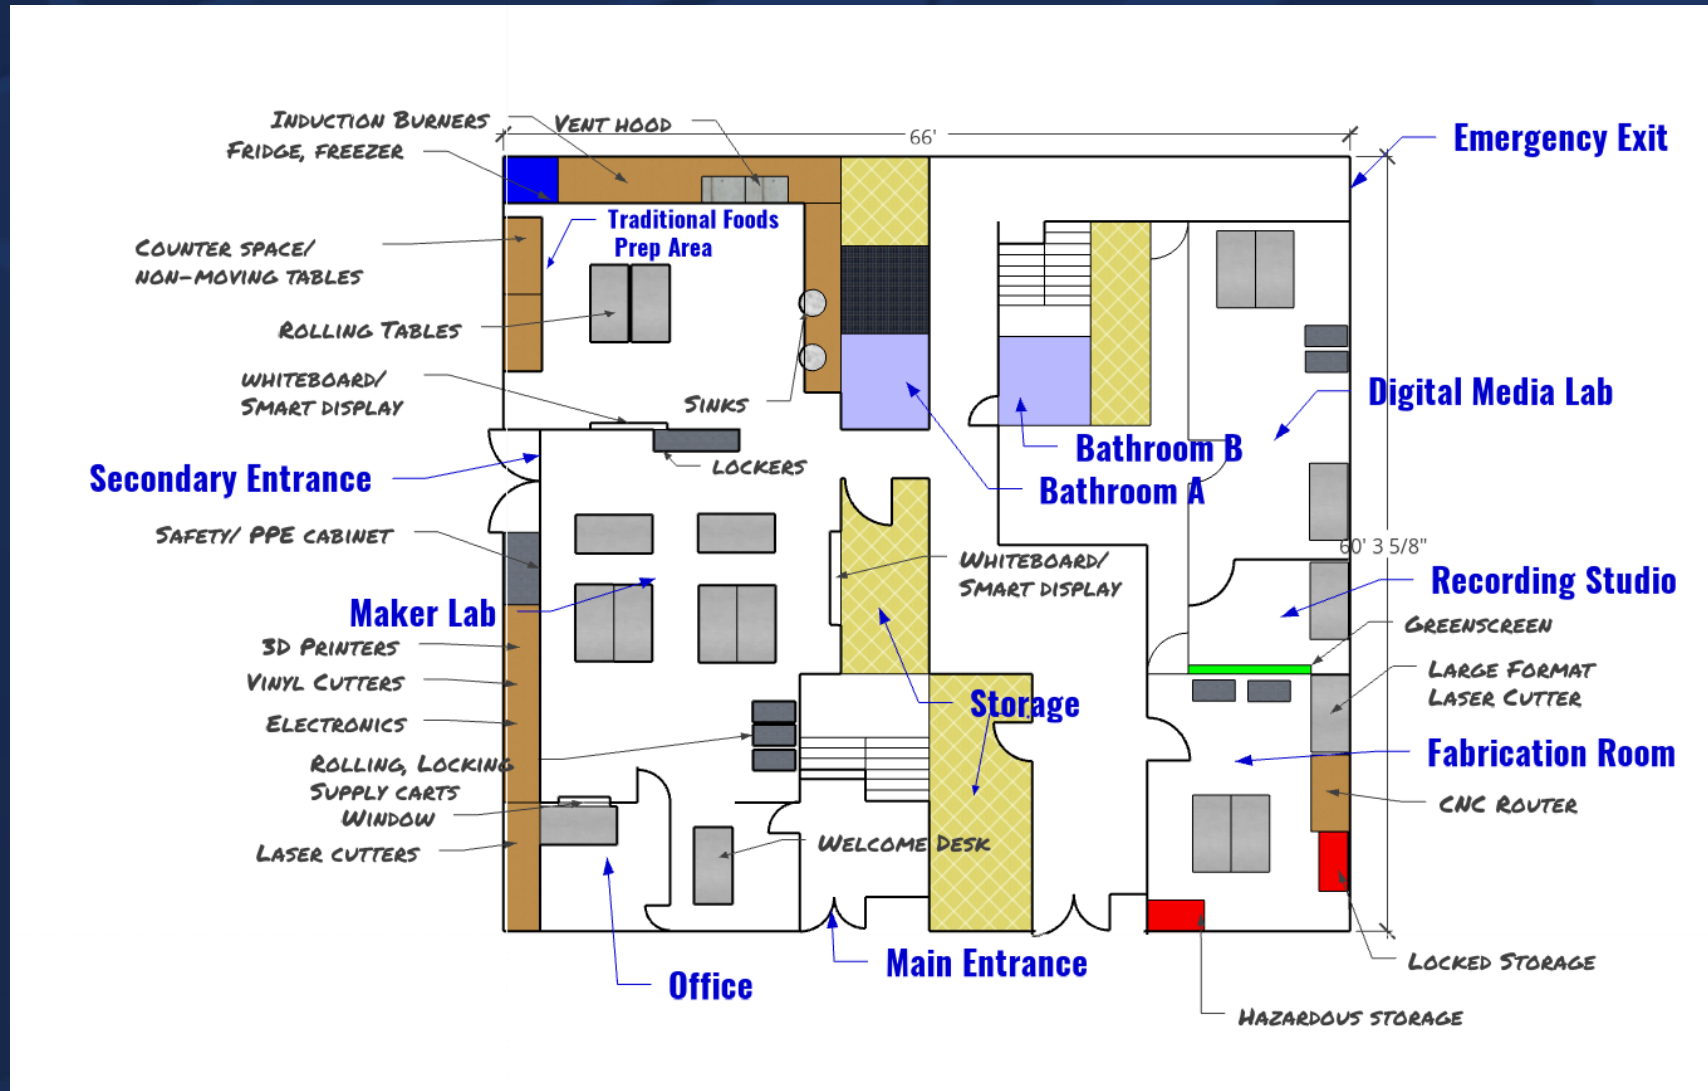 INDUCTION BURNERS
VENT HOOD
66'
Emergency Exit
FRIDGE, FREEZER
Traditional Foods
Prep Area
COUNTER SPACE/
NON-MOVING TABLES
ROLLING TABLES
WHITEBOARD/
SMART DISPLAY
SINKS
Digital Media Lab
Bathroom B
LOCKERS
Secondary Entrance
Bathroom A
SAFETY/ PPE CABINET
WHITEBOARD/
SMART DISPLAY
60' 3 5/8"
Recording Studio
Maker Lab
GREENSCREEN
3D PRINTERS
LARGE FORMAT
LASER CUTTER
VINYL CUTTERS
Storage
ELECTRONICS
Fabrication Room
ROLLING, LOCKING
SUPPLY CARTS
CNC ROUTER
WINDOW
LASER CUTTERS
WELCOME DESK
Main Entrance
LOCKED STORAGE
Office
HAZARDOUS STORAGE